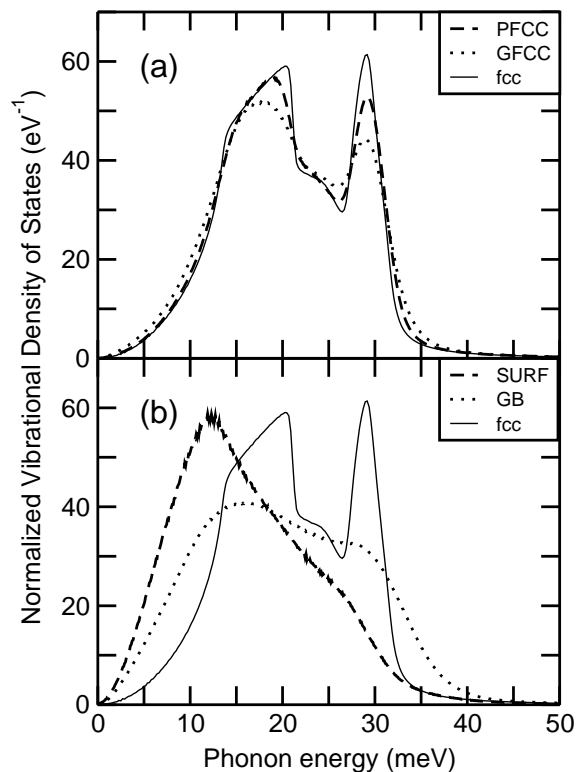 Normalized Vibrational Density of States (eV⁻¹)
(a)
PFCC
GFCC
fcc
60
40
20
0
(b)
SURF
GB
fcc
60
40
20
0
0 10 20 30 40 50
Phonon energy (meV)